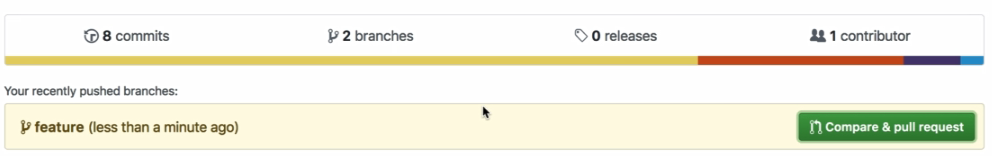 8 commits 2 branches 0 releases 1 contributor
Your recently pushed branches:
feature (less than a minute ago) Compare & pull request